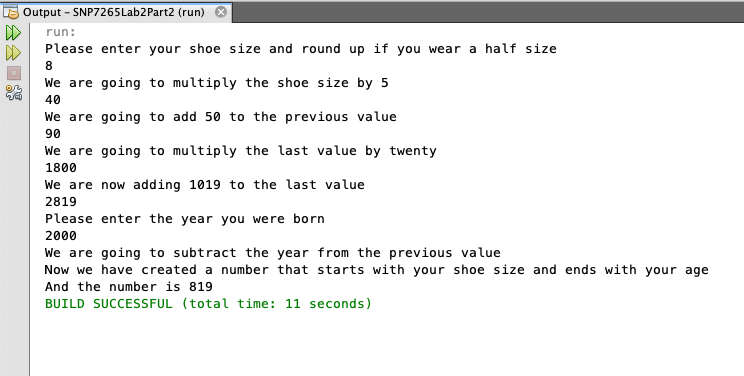 Output – SNP7265Lab2Part2 (run)
run:
Please enter your shoe size and round up if you wear a half size
8
We are going to multiply the shoe size by 5
40
We are going to add 50 to the previous value
90
We are going to multiply the last value by twenty
1800
We are now adding 1019 to the last value
2819
Please enter the year you were born
2000
We are going to subtract the year from the previous value
Now we have created a number that starts with your shoe size and ends with your age
And the number is 819
BUILD SUCCESSFUL (total time: 11 seconds)